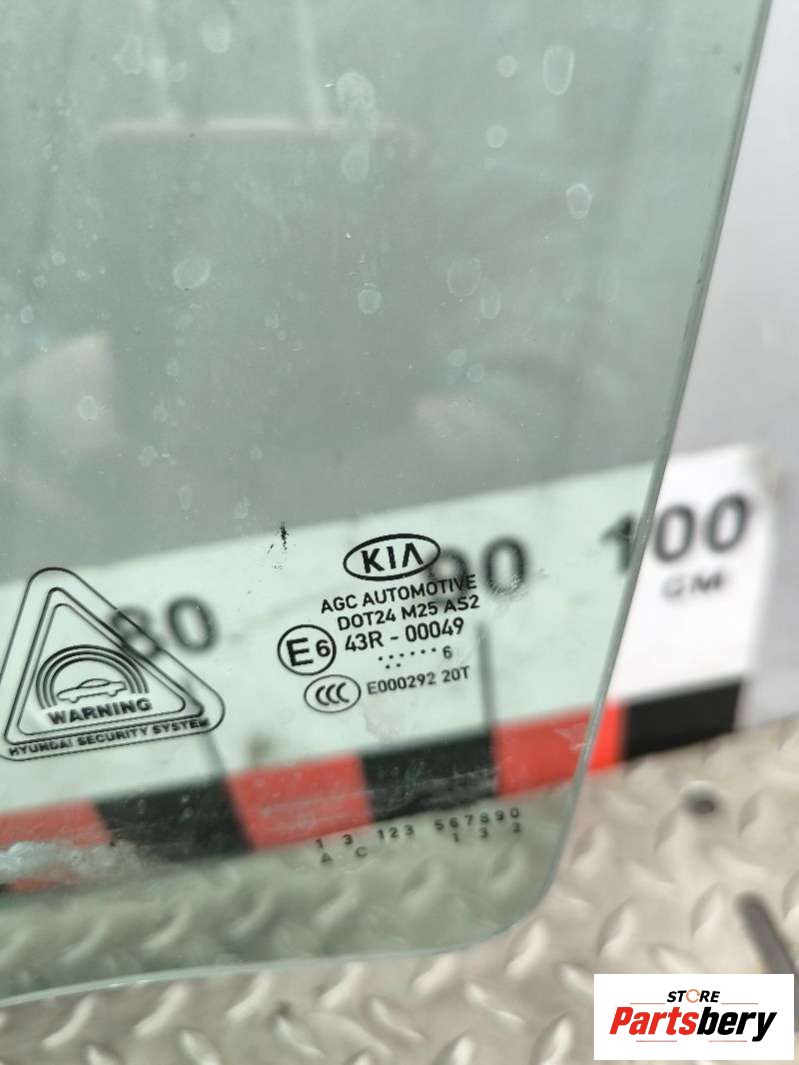 100
90
80
KIA
AGC AUTOMOTIVE
DOT24 M25 AS2
E6 43R - 00049
....... 6
..
CCC E000292 20T
WARNING
HYUNDAI SECURITY SYSTEM
1 3 123 567890
A C 1 3 2
STORE
Partsbery